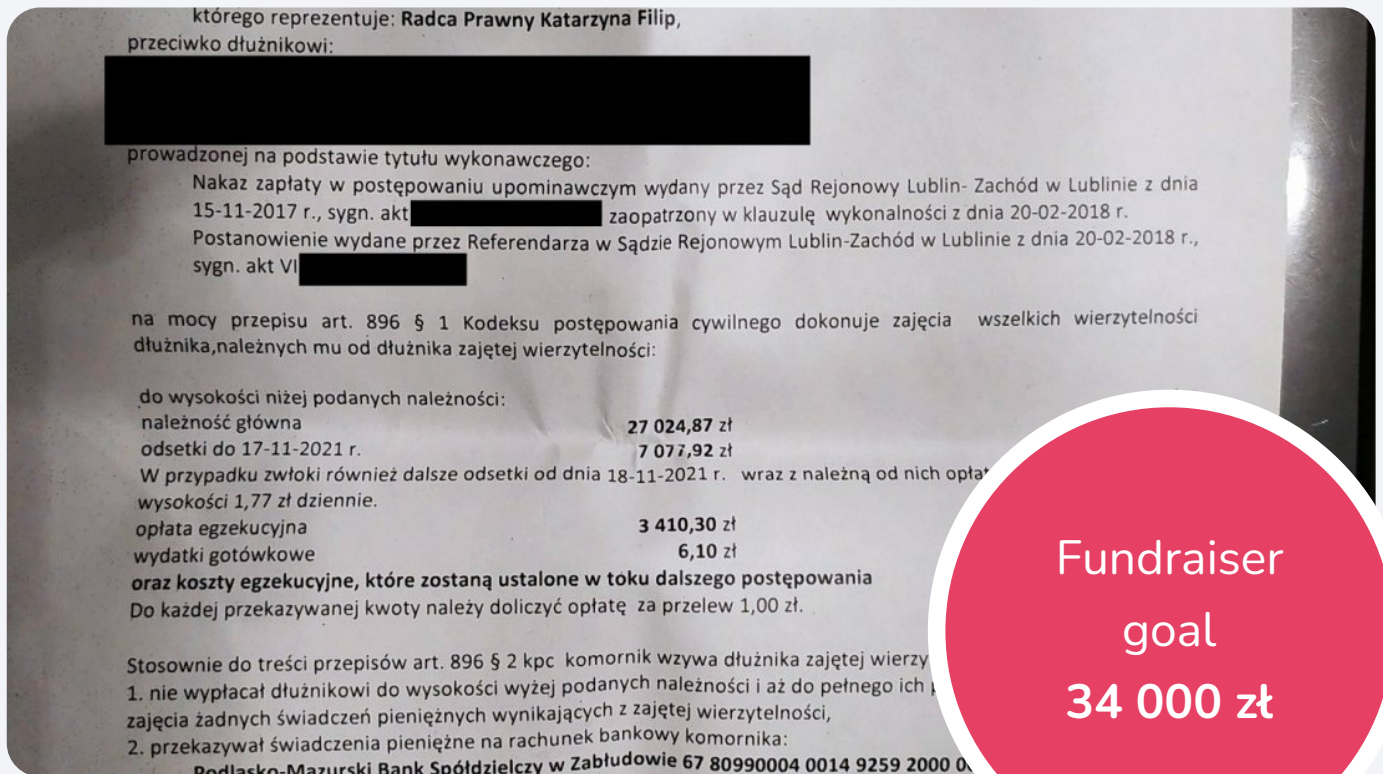 którego reprezentuje: Radca Prawny Katarzyna Filip,
przeciwko dłużnikowi:
prowadzonej na podstawie tytułu wykonawczego:
Nakaz zapłaty w postępowaniu upominawczym wydany przez Sąd Rejonowy Lublin- Zachód w Lublinie z dnia
15-11-2017 r., sygn. akt zaopatrzony w klauzulę wykonalności z dnia 20-02-2018 r.
Postanowienie wydane przez Referendarza w Sądzie Rejonowym Lublin-Zachód w Lublinie z dnia 20-02-2018 r.,
sygn. akt VI
na mocy przepisu art. 896 § 1 Kodeksu postępowania cywilnego dokonuje zajęcia wszelkich wierzytelności
dłużnika,należnych mu od dłużnika zajętej wierzytelności:
do wysokości niżej podanych należności:
należność główna 27 024,87 zł
odsetki do 17-11-2021 r. 7 077,92 zł
W przypadku zwłoki również dalsze odsetki od dnia 18-11-2021 r. wraz z należną od nich opłat
wysokości 1,77 zł dziennie.
opłata egzekucyjna 3 410,30 zł
wydatki gotówkowe 6,10 zł
oraz koszty egzekucyjne, które zostaną ustalone w toku dalszego postępowania
Do każdej przekazywanej kwoty należy doliczyć opłatę za przelew 1,00 zł.
Stosownie do treści przepisów art. 896 § 2 kpc komornik wzywa dłużnika zajętej wierzy
1. nie wypłacał dłużnikowi do wysokości wyżej podanych należności i aż do pełnego ich
zajęcia żadnych świadczeń pieniężnych wynikających z zajętej wierzytelności,
2. przekazywał świadczenia pieniężne na rachunek bankowy komornika:
Podlasko-Mazurski Bank Spółdzielczy w Zabłudowie 67 80990004 0014 9259 2000
Fundraiser
goal
34 000 zł